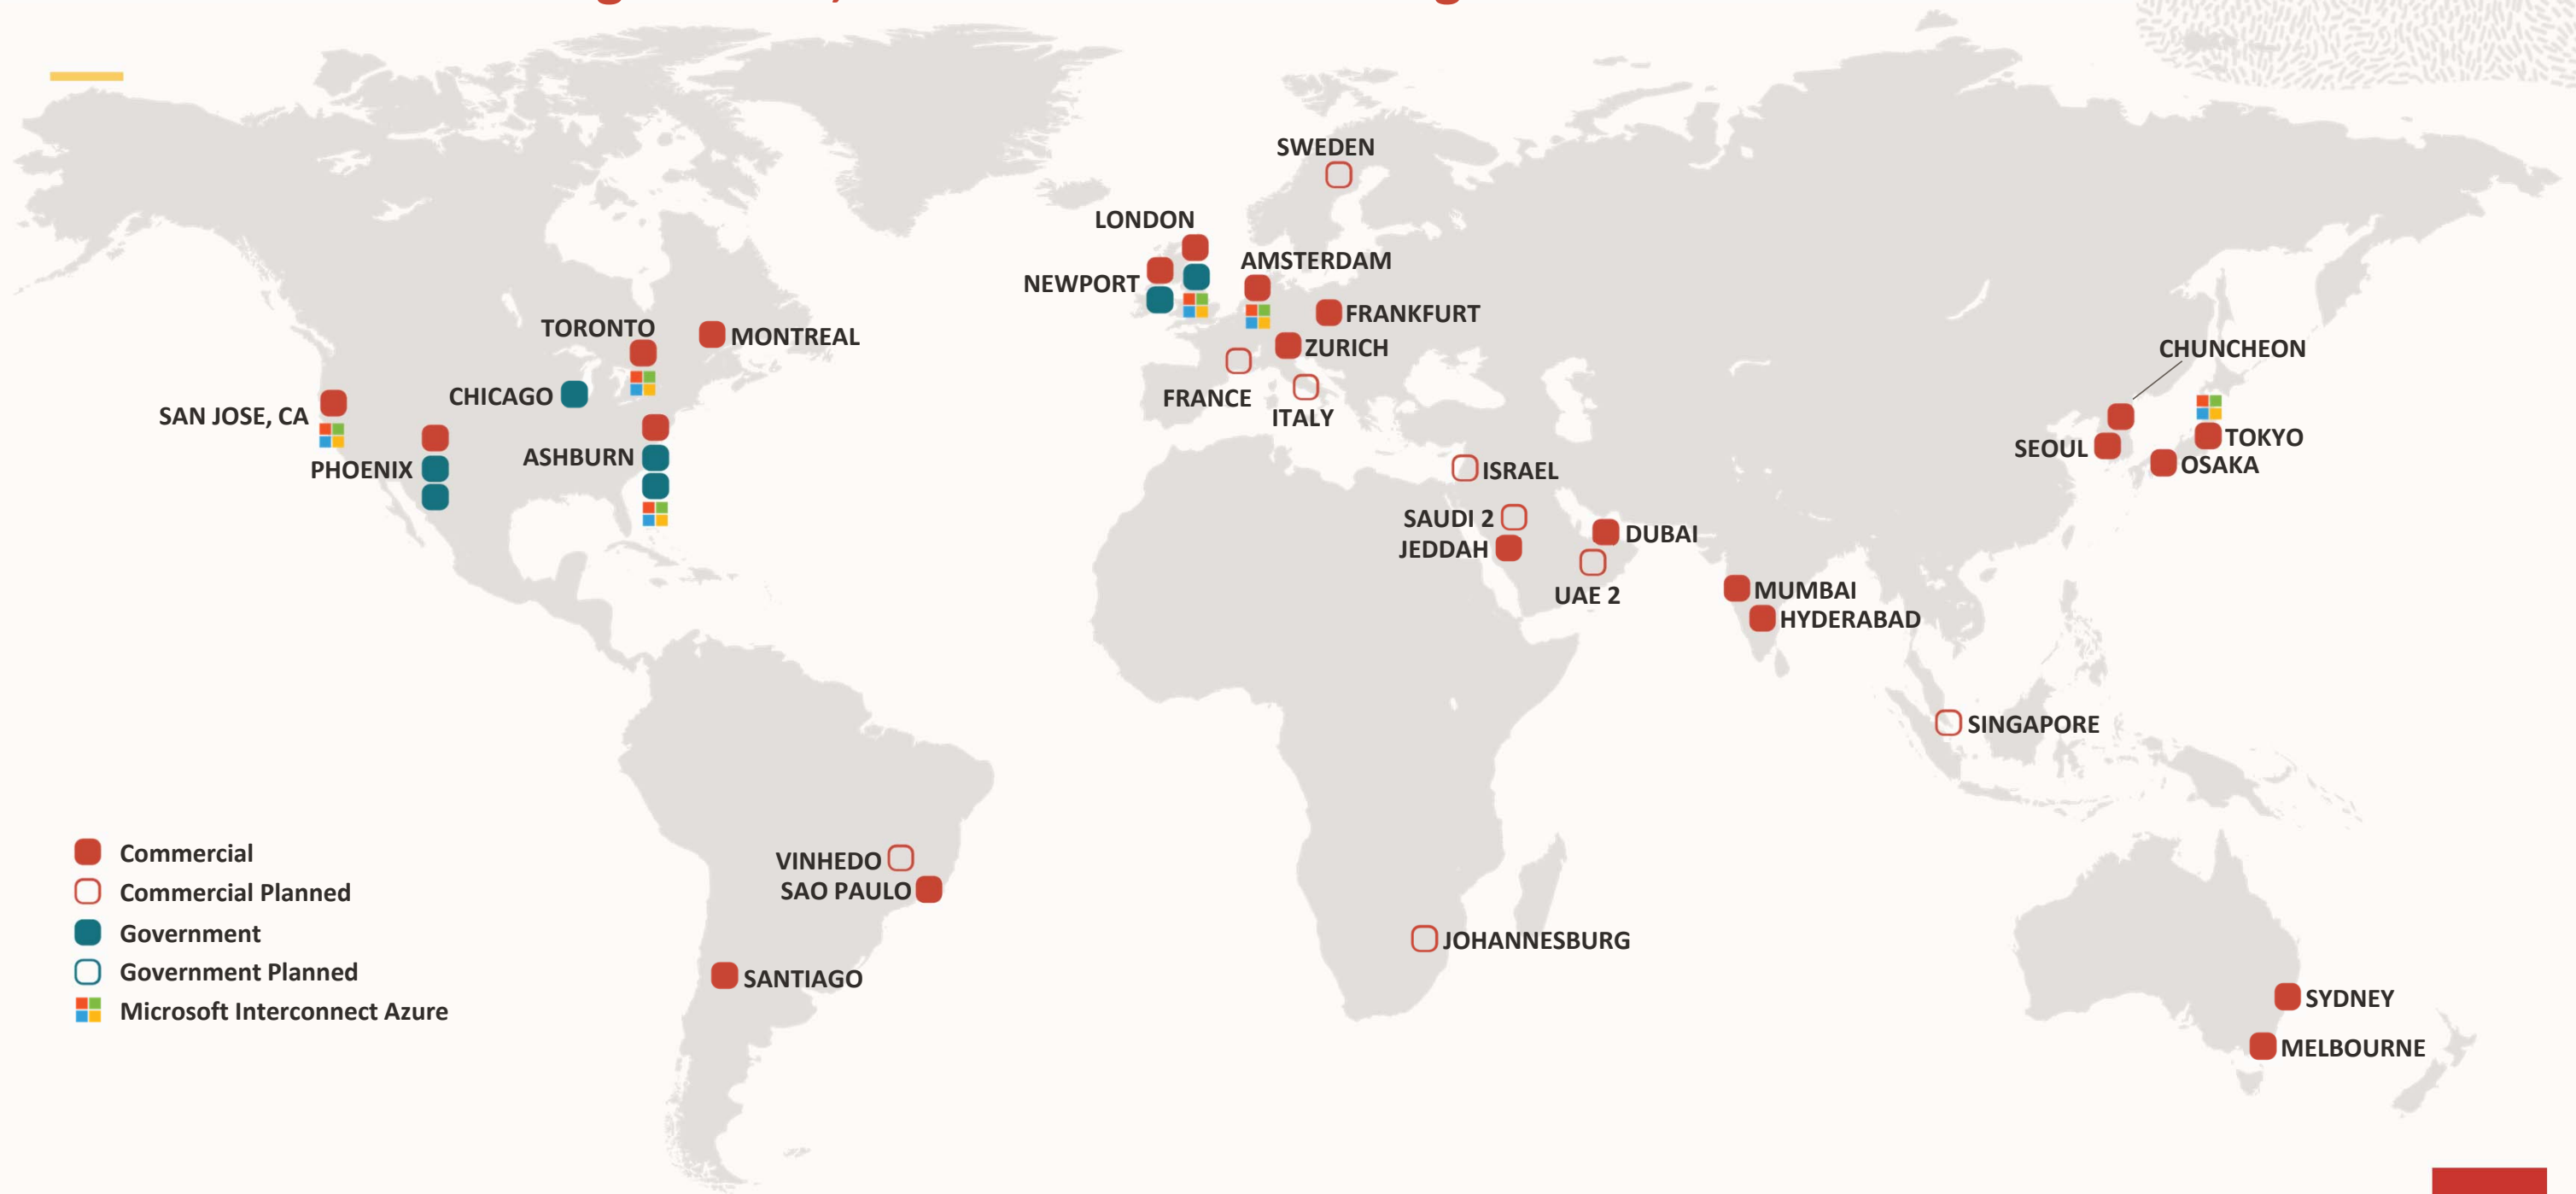 SWEDEN
LONDON
AMSTERDAM
NEWPORT
FRANKFURT
TORONTO
MONTREAL
ZURICH
CHUNCHEON
CHICAGO
FRANCE
SAN JOSE, CA
ITALY
TOKYO
SEOUL
ASHBURN
OSAKA
PHOENIX
ISRAEL
SAUDI 2
DUBAI
JEDDAH
UAE 2
MUMBAI
HYDERABAD
SINGAPORE
VINHEDO
SAO PAULO
JOHANNESBURG
SANTIAGO
SYDNEY
MELBOURNE
Commercial
Commercial Planned
Government
Government Planned
Microsoft Interconnect Azure